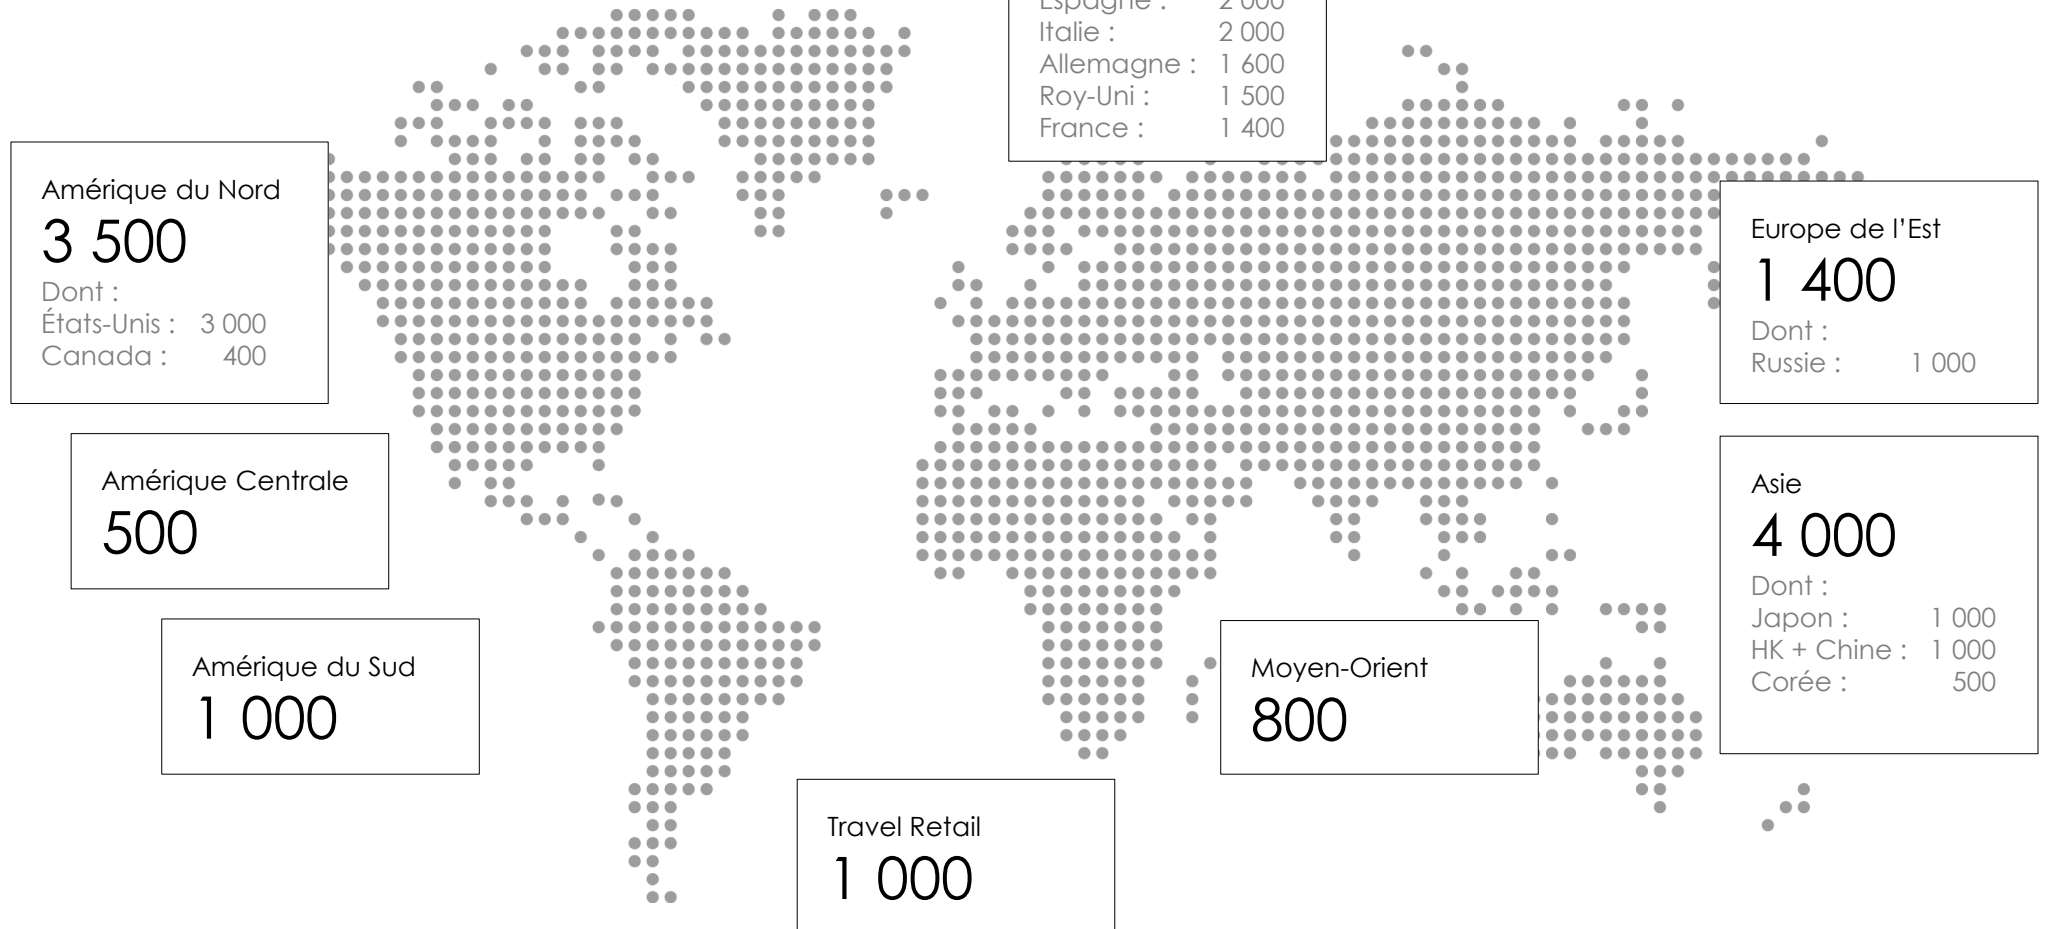 Espagne : 2 000
Italie : 2 000
Allemagne : 1 600
Roy-Uni : 1 500
France : 1 400
Amérique du Nord
3 500
Dont :
États-Unis : 3 000
Canada : 400
Europe de l’Est
1 400
Dont :
Russie : 1 000
Amérique Centrale
500
Asie
4 000
Dont :
Japon : 1 000
HK + Chine : 1 000
Corée : 500
Amérique du Sud
1 000
Moyen-Orient
800
Travel Retail
1 000